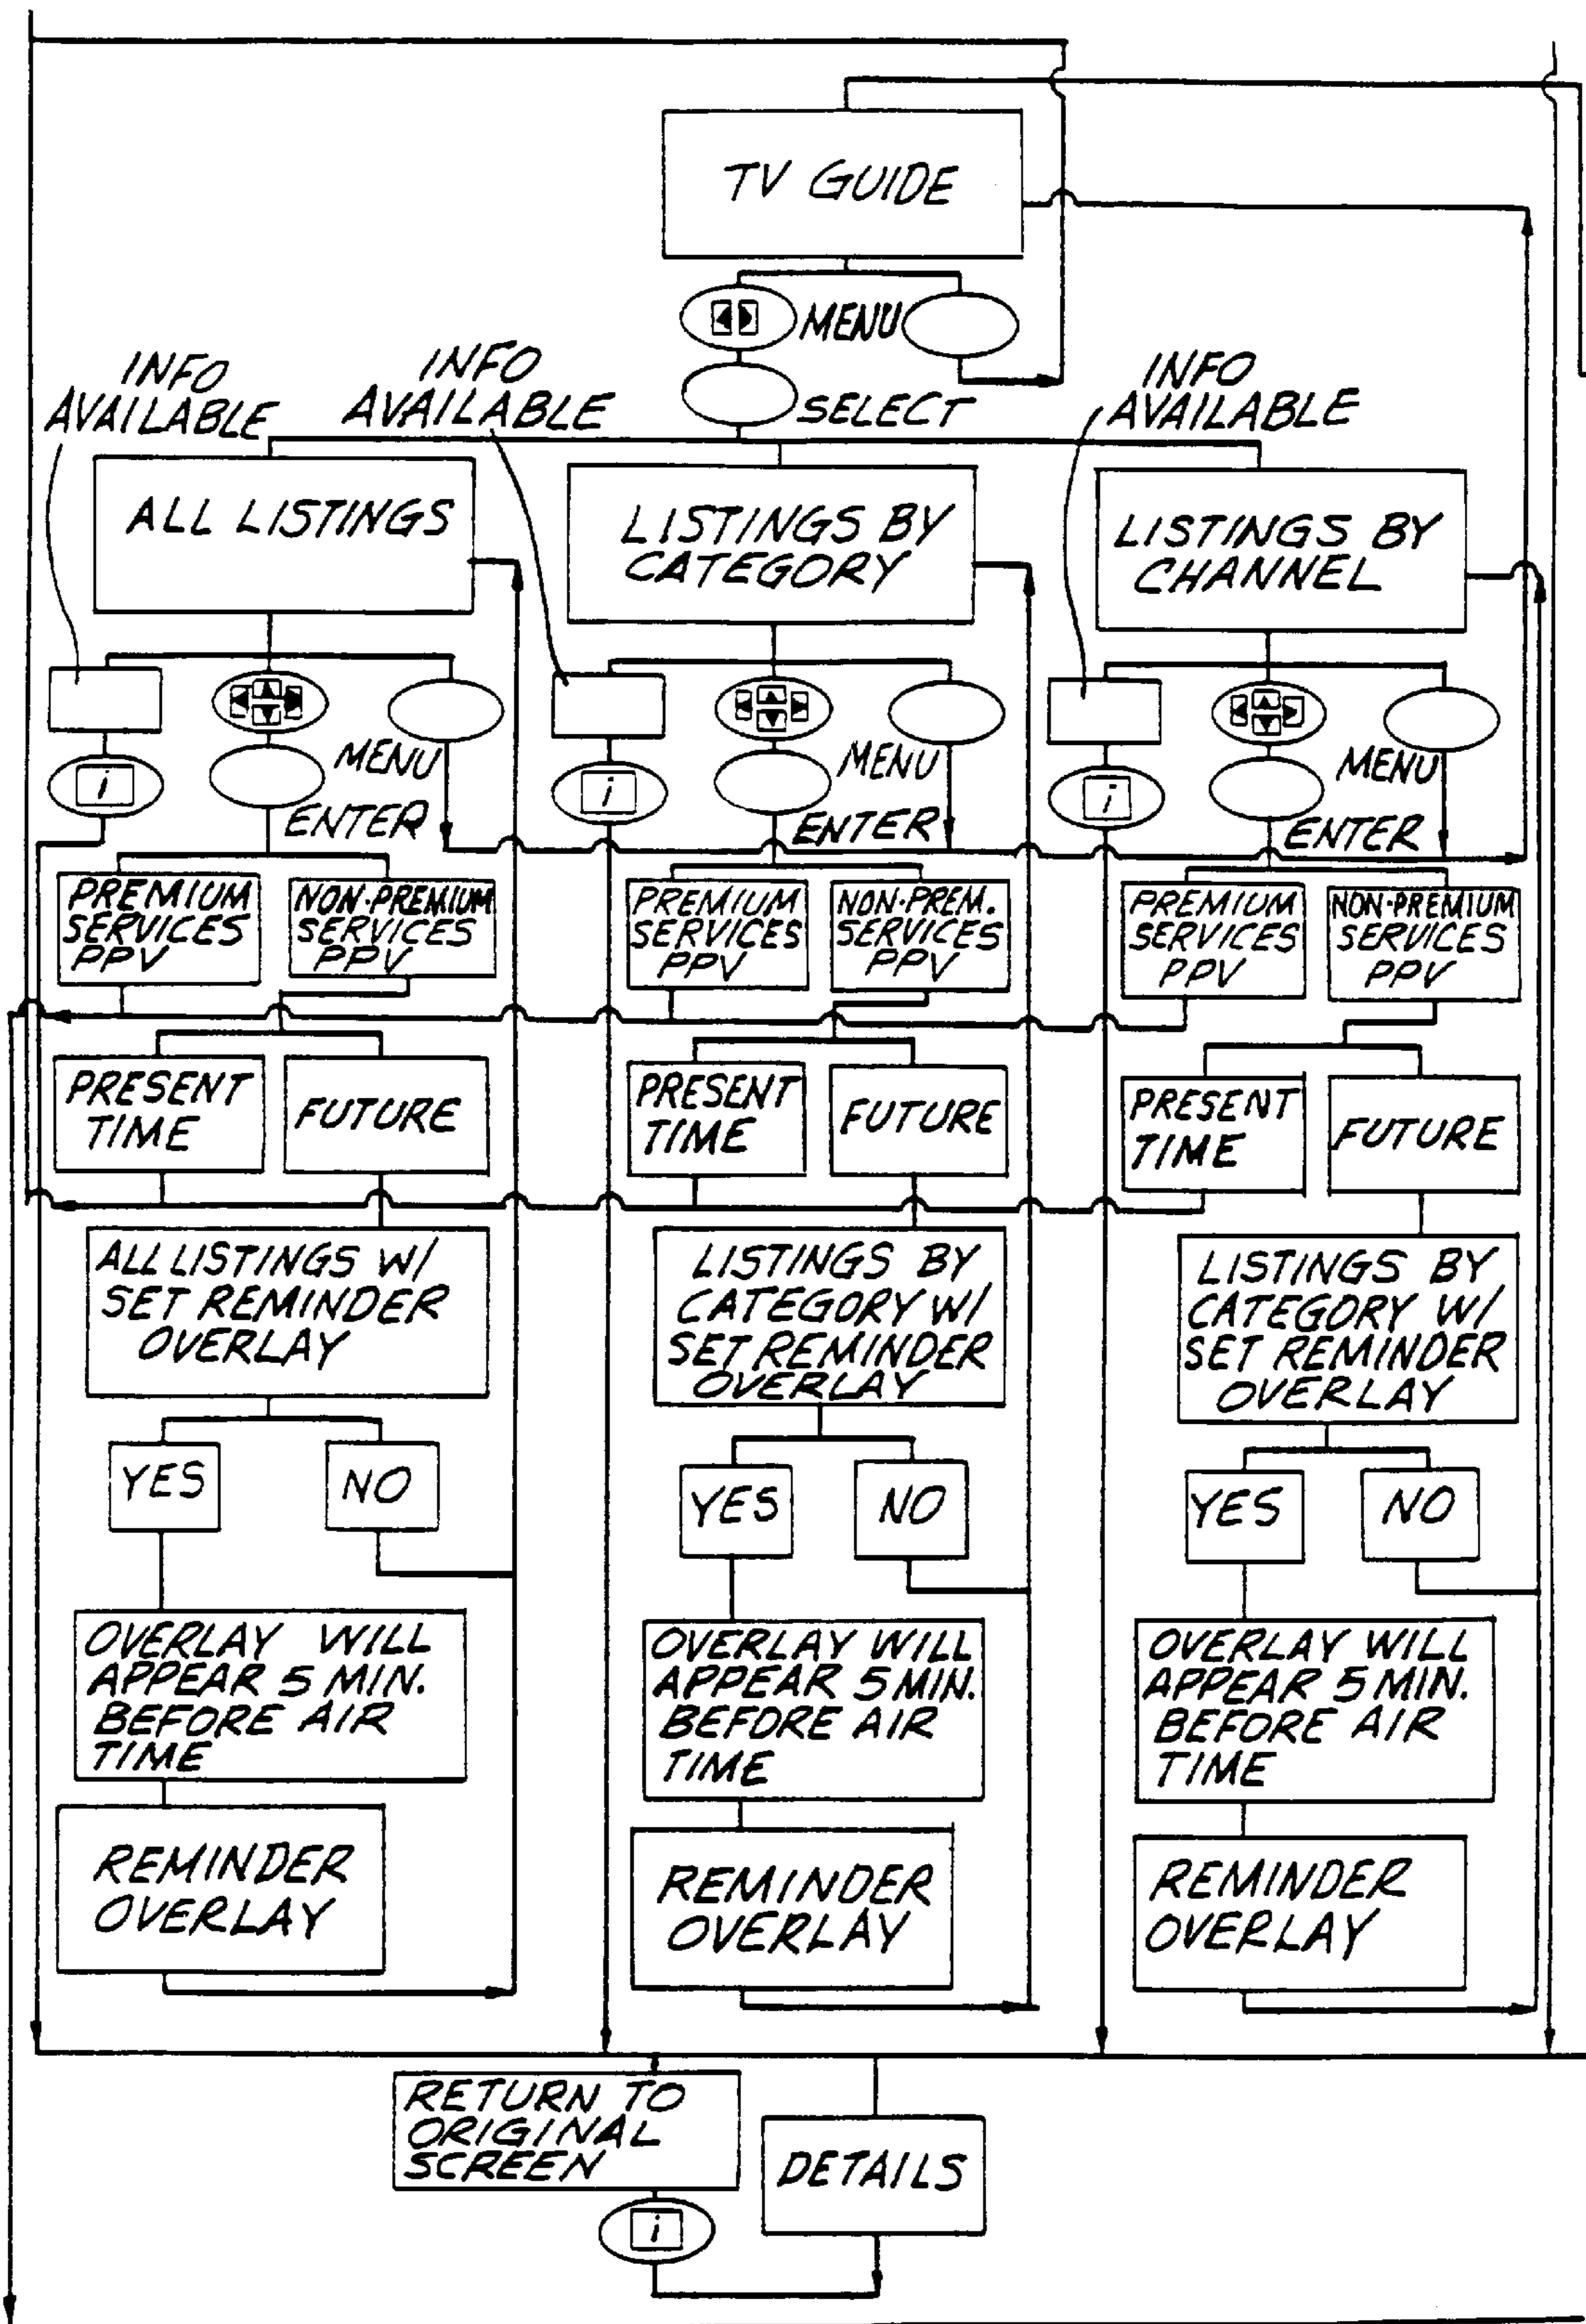 TV GUIDE
MENU
SELECT
INFO
AVAILABLE
INFO
AVAILABLE
INFO
AVAILABLE
ALL LISTINGS
LISTINGS BY
CATEGORY
LISTINGS BY
CHANNEL
i
MENU
ENTER
i
MENU
ENTER
i
MENU
ENTER
PREMIUM
SERVICES
PPV
NON-PREMIUM
SERVICES
PPV
PREMIUM
SERVICES
PPV
NON-PREM.
SERVICES
PPV
PREMIUM
SERVICES
PPV
NON-PREMIUM
SERVICES
PPV
PRESENT
TIME
FUTURE
PRESENT
TIME
FUTURE
PRESENT
TIME
FUTURE
ALL LISTINGS W/
SET REMINDER
OVERLAY
LISTINGS BY
CATEGORY W/
SET REMINDER
OVERLAY
LISTINGS BY
CATEGORY W/
SET REMINDER
OVERLAY
YES
NO
YES
NO
YES
NO
OVERLAY WILL
APPEAR 5 MIN.
BEFORE AIR
TIME
OVERLAY WILL
APPEAR 5 MIN.
BEFORE AIR
TIME
OVERLAY WILL
APPEAR 5 MIN.
BEFORE AIR
TIME
REMINDER
OVERLAY
REMINDER
OVERLAY
REMINDER
OVERLAY
RETURN TO
ORIGINAL
SCREEN
DETAILS
i